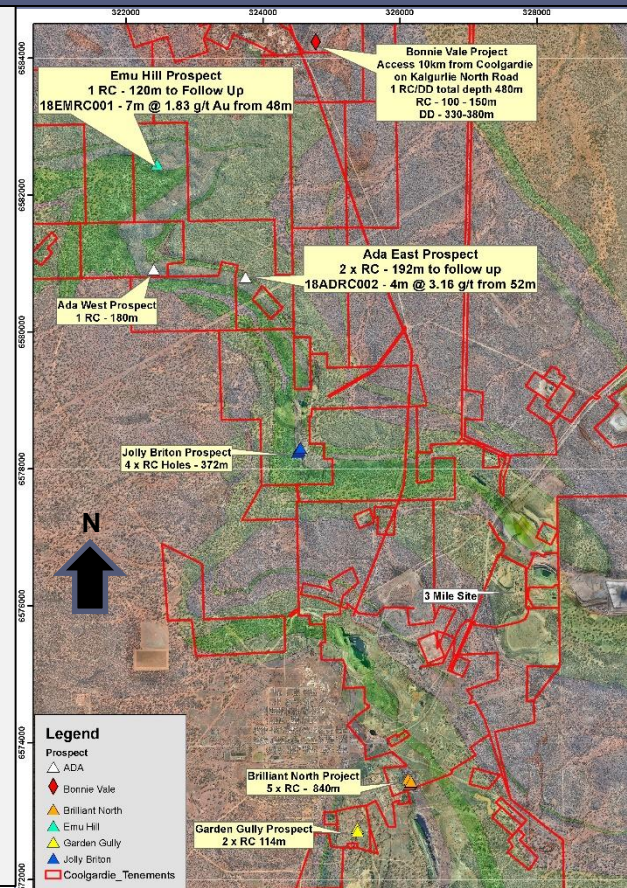 322000
324000
326000
328000
6584000
6582000
6580000
6578000
6576000
6574000
6572000
Bonnie Vale Project
Access 10km from Coolgardie
on Kalgurlie North Road
1 RC/DD total depth 480m
RC - 100 - 150m
DD - 330-380m
Emu Hill Prospect
1 RC - 120m to Follow Up
18EMRC001 - 7m @ 1.83 g/t Au from 48m
Ada East Prospect
2 x RC - 192m to follow up
18ADRC002 - 4m @ 3.16 g/t from 52m
Ada West Prospect
1 RC - 180m
Jolly Briton Prospect
4 x RC Holes - 372m
N
3 Mile Site
Brilliant North Project
5 x RC - 840m
Garden Gully Prospect
2 x RC 114m
Legend
Prospect
ADA
Bonnie Vale
Brilliant North
Emu Hill
Garden Gully
Jolly Briton
Coolgardie_Tenements